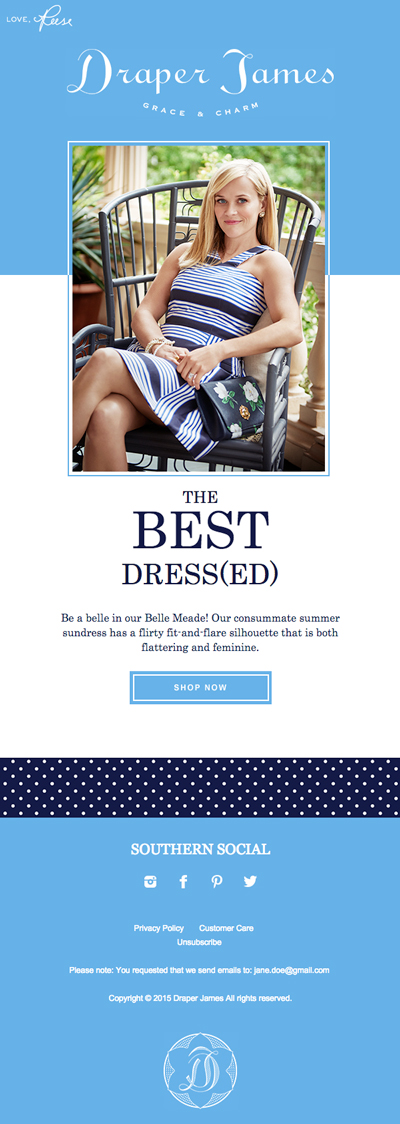 LOVE, Reese
Draper James
GRACE & CHARM
THE
BEST
DRESS(ED)
Be a belle in our Belle Meade! Our consummate summer
sundress has a flirty fit-and-flare silhouette that is both
flattering and feminine.
SHOP NOW
SOUTHERN SOCIAL
Privacy Policy Customer Care
Unsubscribe
Please note: You requested that we send emails to: jane.doe@gmail.com
Copyright © 2015 Draper James All rights reserved.
D